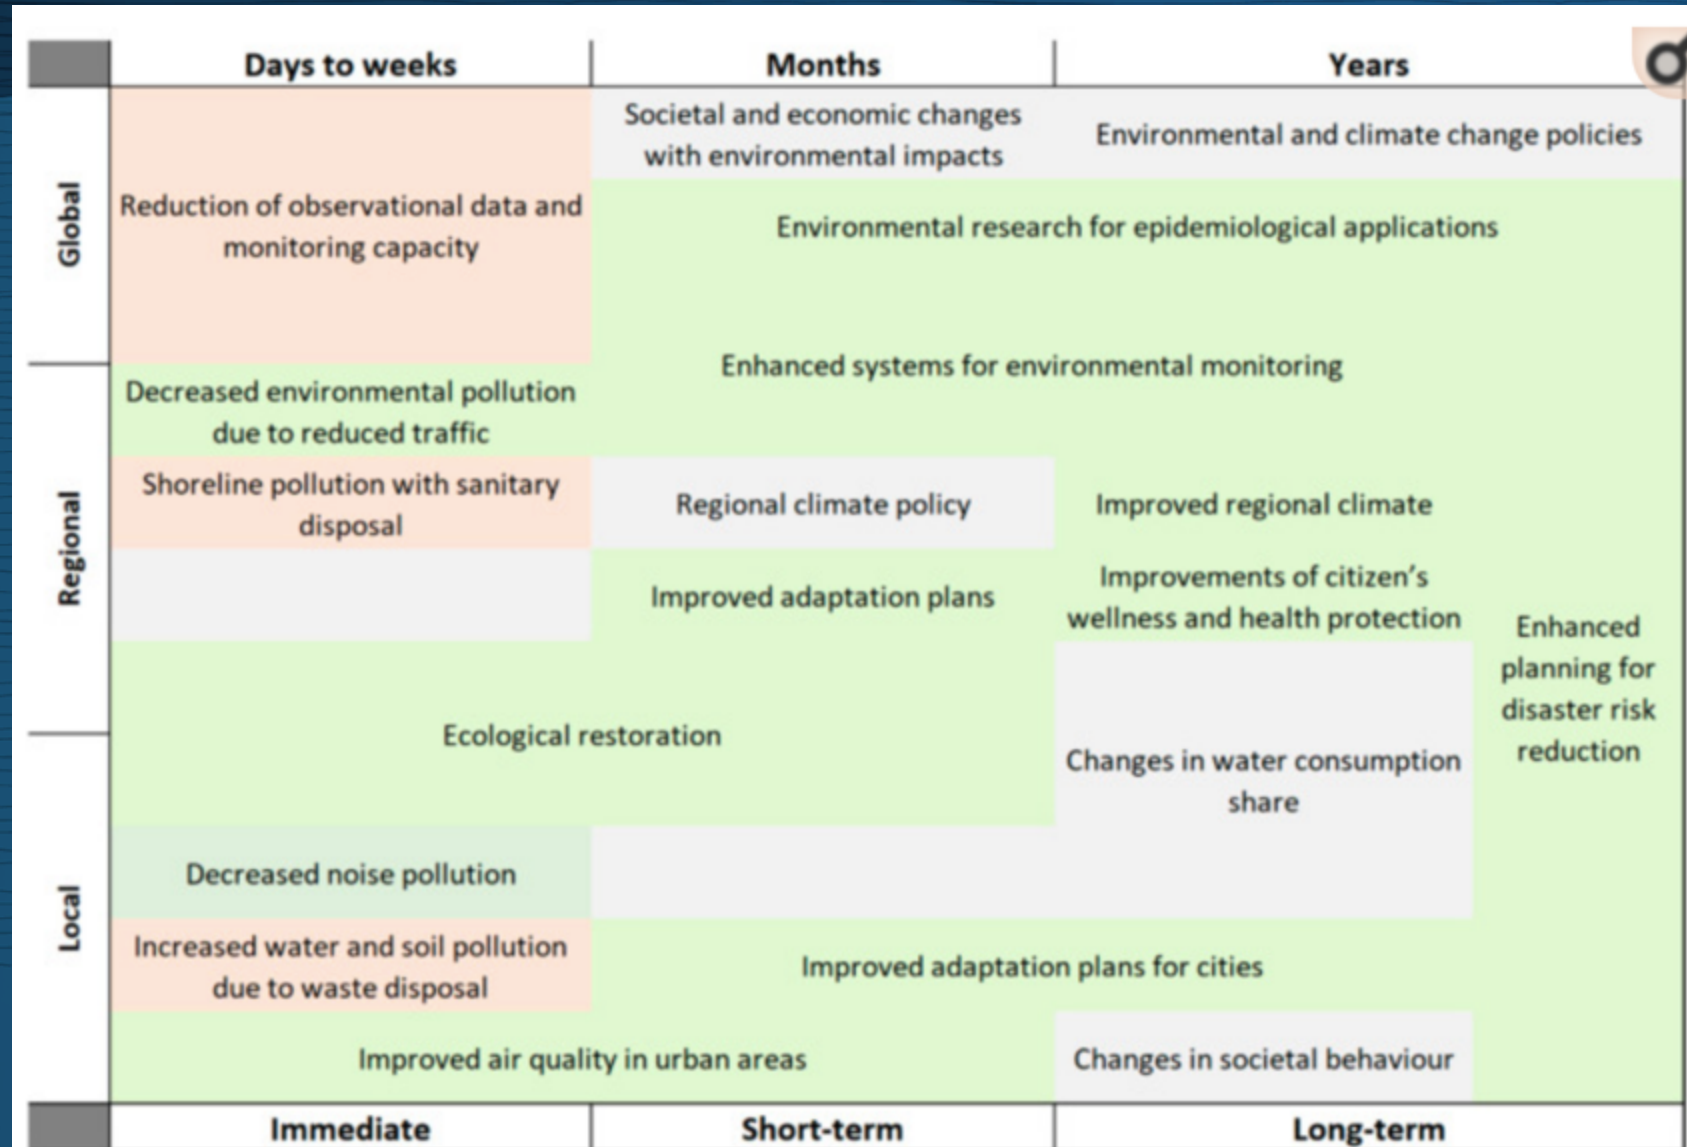 Days to weeks
Months
Years
Global
Reduction of observational data and
monitoring capacity
Societal and economic changes
with environmental impacts
Environmental and climate change policies
Environmental research for epidemiological applications
Enhanced systems for environmental monitoring
Regional
Decreased environmental pollution
due to reduced traffic
Shoreline pollution with sanitary
disposal
Regional climate policy
Improved regional climate
Improved adaptation plans
Improvements of citizen's
wellness and health protection
Enhanced
planning for
disaster risk
reduction
Ecological restoration
Changes in water consumption
share
Local
Decreased noise pollution
Increased water and soil pollution
due to waste disposal
Improved adaptation plans for cities
Improved air quality in urban areas
Changes in societal behaviour
Immediate
Short-term
Long-term